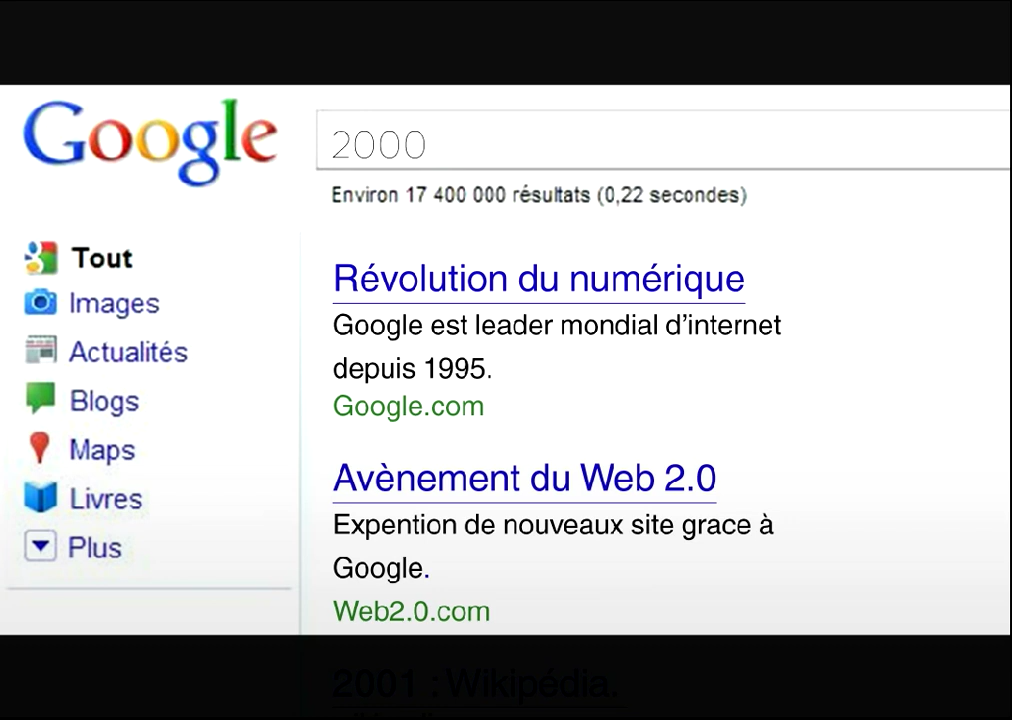 Google
2000
Environ 17 400 000 résultats (0,22 secondes)
Tout
Images
Actualités
Blogs
Maps
Livres
Plus
Révolution du numérique
Google est leader mondial d’internet
depuis 1995.
Google.com
Avènement du Web 2.0
Expention de nouveaux site grace à
Google.
Web2.0.com
2001 : Wikipédia.